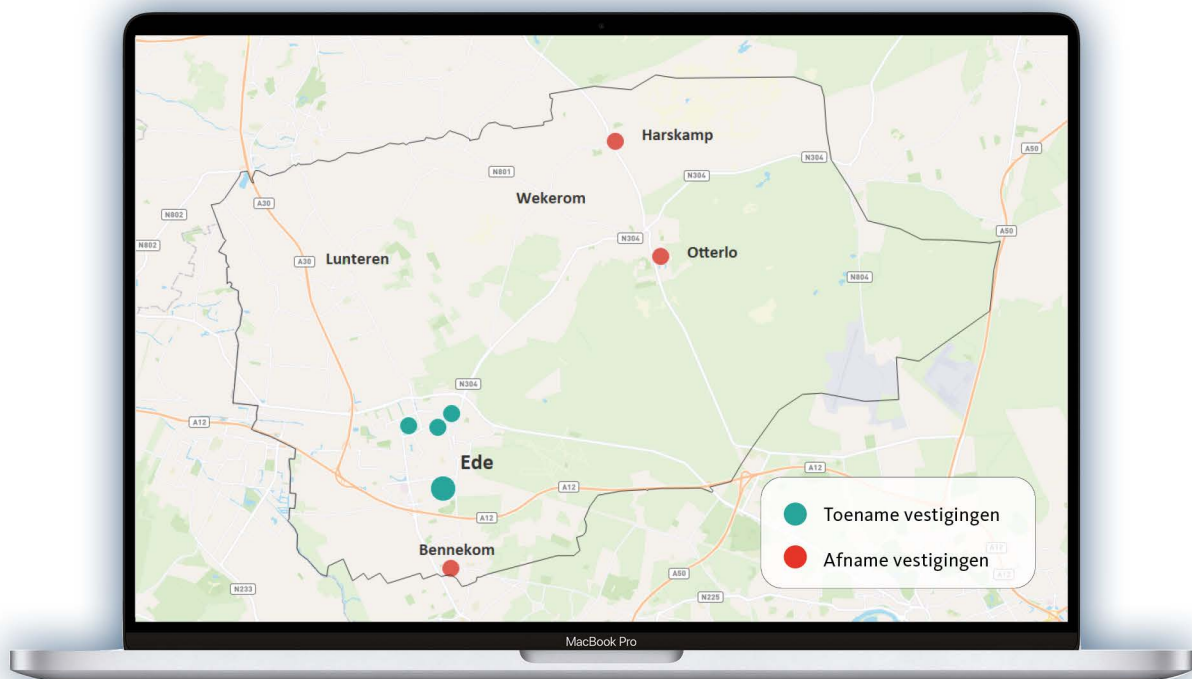 Harskamp
N304
A50
N801
N304
Wekerom
A30
N802
A50
N304
N802
Otterlo
A30
Lunteren
N804
N304
A12
Ede
A12
A12
A12
Toename vestigingen
Bennekom
Afname vestigingen
A50
N233
N225
MacBook Pro